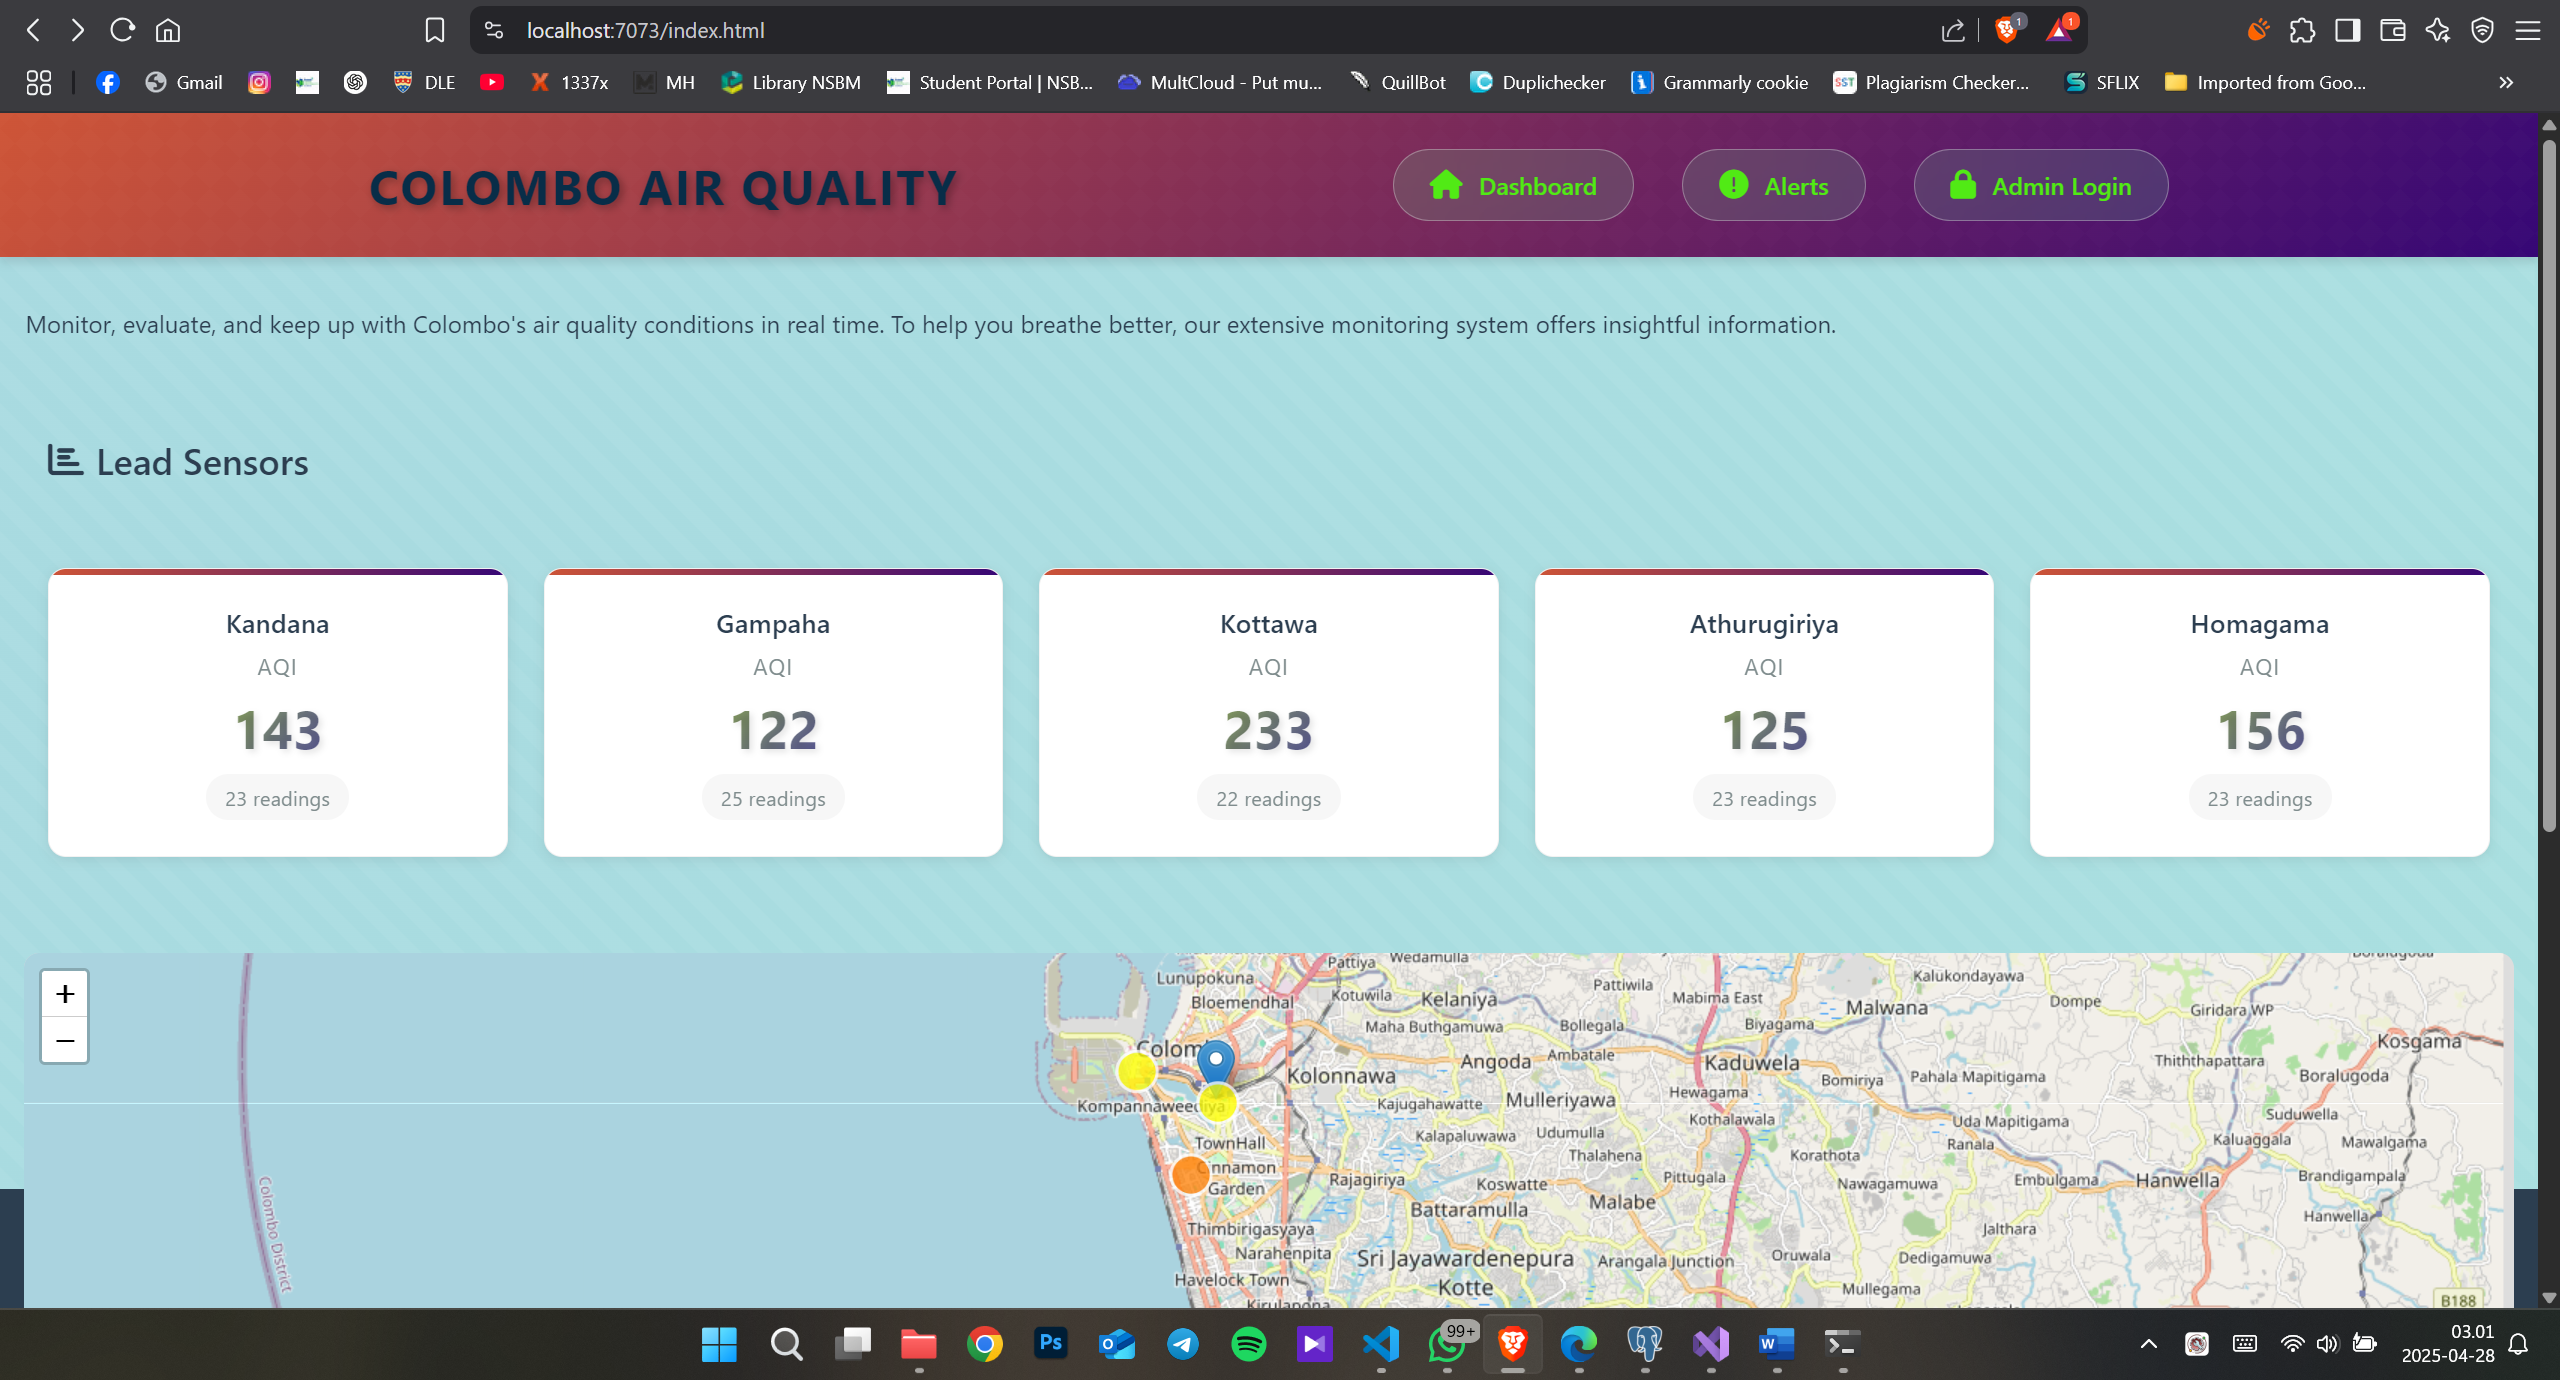 localhost:7073/index.html
1
1
Gmail
DLE
1337x
MH
Library NSBM
Student Portal | NSB...
MultCloud - Put mu...
QuillBot
Duplichecker
Grammarly cookie
SST
Plagiarism Checker...
SFLIX
Imported from Goo...
COLOMBO AIR QUALITY
Dashboard
Alerts
Admin Login
Monitor, evaluate, and keep up with Colombo's air quality conditions in real time. To help you breathe better, our extensive monitoring system offers insightful information.
Lead Sensors
Kandana
AQI
143
23 readings
Gampaha
AQI
122
25 readings
Kottawa
AQI
233
22 readings
Athurugiriya
AQI
125
23 readings
Homagama
AQI
156
23 readings
+
−
Colombo District
Lunupokuna
Bloemendhal
Pattiya
Wedamulla
Kotuwila
Kelaniya
Pattiwila
Mabima East
Kalukondayawa
Malwana
Dompe
Giridara WP
Maha Buthgamuwa
Bollegala
Biyagama
Kosgama
Kolonnawa
Angoda
Ambatale
Kaduwela
Thiththapattara
Bomiriya
Pahala Mapitigama
Boralugoda
Hewagama
Kompannaweediya
Kajugahawatte
Mulleriyawa
Kothalawala
Uda Mapitigama
Suduwella
TownHall
Kalapaluwawa
Udumulla
Ranala
Kaluaggala
Mawalgama
Thalahena
Korathota
Cinnamon
Garden
Rajagiriya
Koswatte
Pittugala
Nawagamuwa
Embulgama
Hanwella
Brandigampala
Battaramulla
Malabe
Hanwella
Thimbirigasyaya
Jalthara
Narahenpita
Sri Jayawardenepura
Kotte
Arangala Junction
Oruwala
Dedigamuwa
Havelock Town
Mullegama
B188
Ps
99+
03.01
2025-04-28